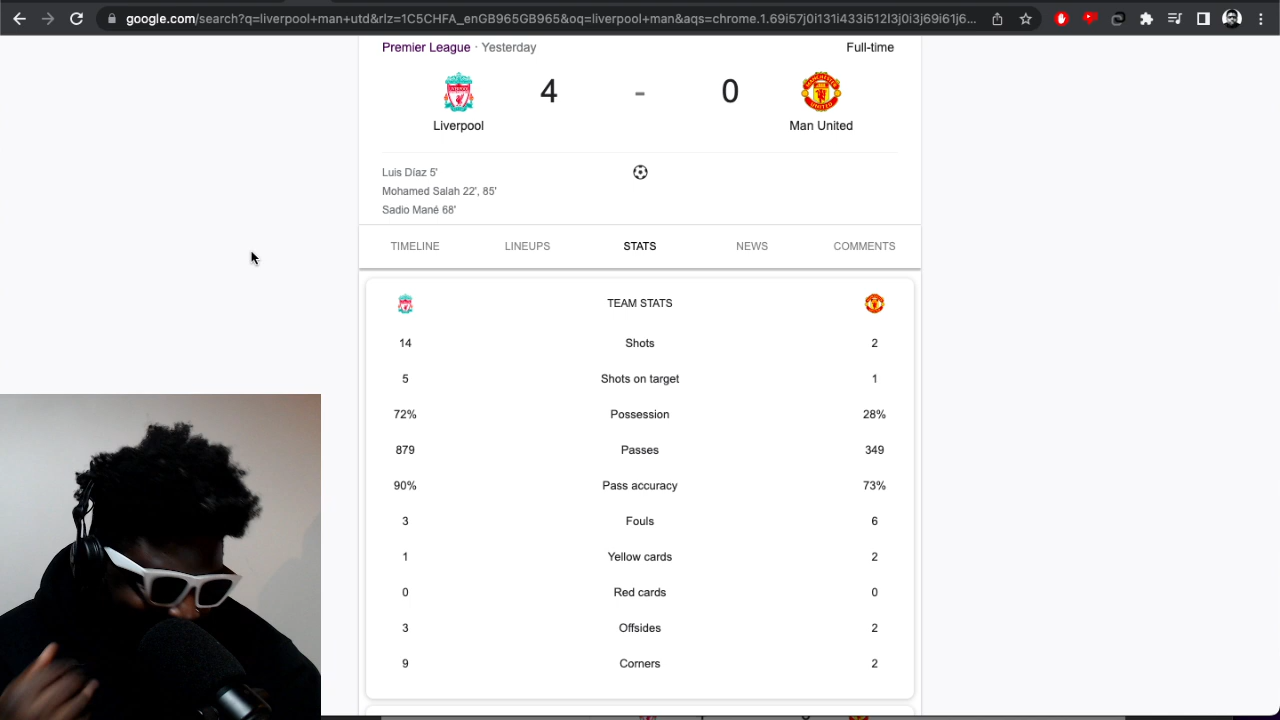 google.com/search?q=liverpool+man+utd&rlz=1C5CHFA_enGB965GB965&oq=liverpool+man&aqs=chrome.1.69i57j0i131i433i512l3j0i3j69i61j6...
Premier League · Yesterday Full-time
4 - 0
Liverpool Man United
Luis Díaz 5'
Mohamed Salah 22', 85'
Sadio Mané 68'
TIMELINE LINEUPS STATS NEWS COMMENTS
TEAM STATS
14 Shots 2
5 Shots on target 1
72% Possession 28%
879 Passes 349
90% Pass accuracy 73%
3 Fouls 6
1 Yellow cards 2
0 Red cards 0
3 Offsides 2
9 Corners 2